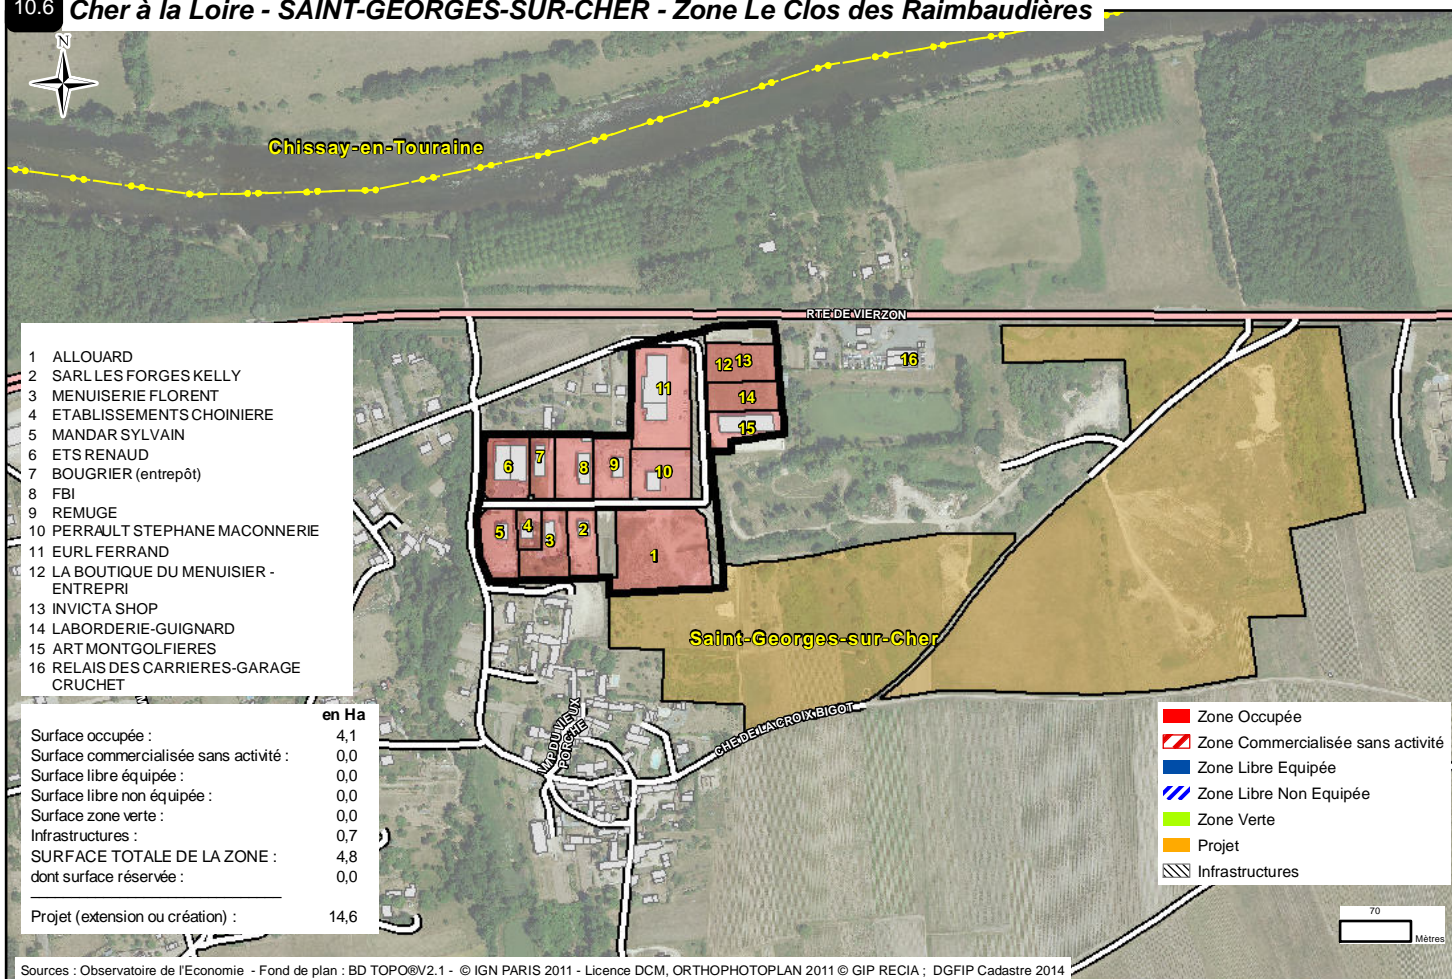 10.6 Cher à la Loire - SAINT-GEORGES-SUR-CHER - Zone Le Clos des Raimbaudières
N
Chissay-en-Touraine
RTE DE VIERZON
1 ALLOUARD
2 SARL LES FORGES KELLY
3 MENUISERIE FLORENT
4 ETABLISSEMENTS CHOINIERE
5 MANDAR SYLVAIN
6 ETS RENAUD
7 BOUGRIER (entrepôt)
8 FBI
9 REMUGE
10 PERRAULT STEPHANE MACONNERIE
11 EURL FERRAND
12 LA BOUTIQUE DU MENUISIER -
ENTREPRI
13 INVICTA SHOP
14 LABORDERIE-GUIGNARD
15 ART MONTGOLFIERES
16 RELAIS DES CARRIERES-GARAGE
CRUCHET
12 13
16
11
14
15
6 7 8 9 10
5 4 3 2 1
Saint-Georges-sur-Cher
CHE DE LA CROIX BIGOT
DU VIEUX
PORCHE
en Ha
Surface occupée : 4,1
Surface commercialisée sans activité : 0,0
Surface libre équipée : 0,0
Surface libre non équipée : 0,0
Surface zone verte : 0,0
Infrastructures : 0,7
SURFACE TOTALE DE LA ZONE : 4,8
dont surface réservée : 0,0
Projet (extension ou création) : 14,6
Zone Occupée
Zone Commercialisée sans activité
Zone Libre Equipée
Zone Libre Non Equipée
Zone Verte
Projet
Infrastructures
70
Mètres
Sources : Observatoire de l'Economie - Fond de plan : BD TOPO®V2.1 - © IGN PARIS 2011 - Licence DCM, ORTHOPHOTOPLAN 2011 © GIP RECIA ; DGFIP Cadastre 2014